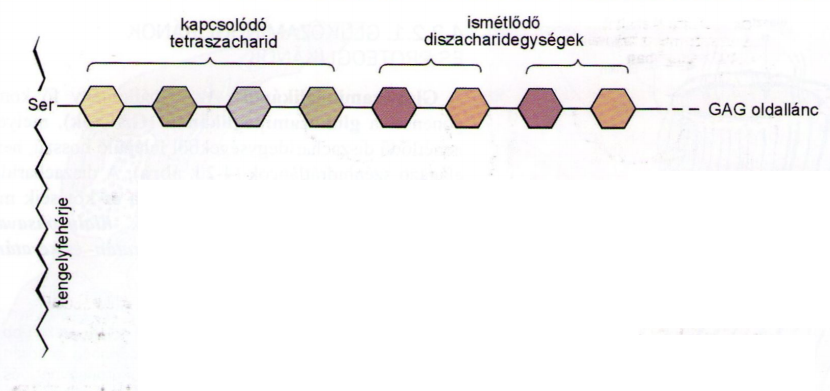 kapcsolódó
tetraszacharid
ismétlődő
diszacharidegységek
Ser
GAG oldallánc
tengelyfehérje